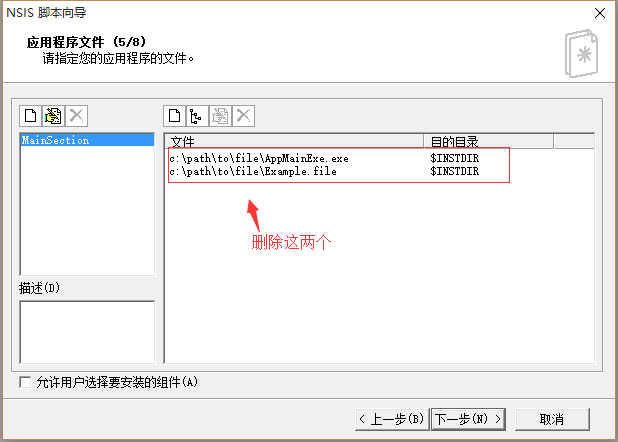 NSIS 脚本向导
应用程序文件 (5/8)
请指定您的应用程序的文件。
MainSection
文件 目的目录
c:\path\to\file\AppMainExe.exe $INSTDIR
c:\path\to\file\Example.file $INSTDIR
删除这两个
描述(D)
允许用户选择要安装的组件(A)
< 上一步(B) 下一步(N) > 取消